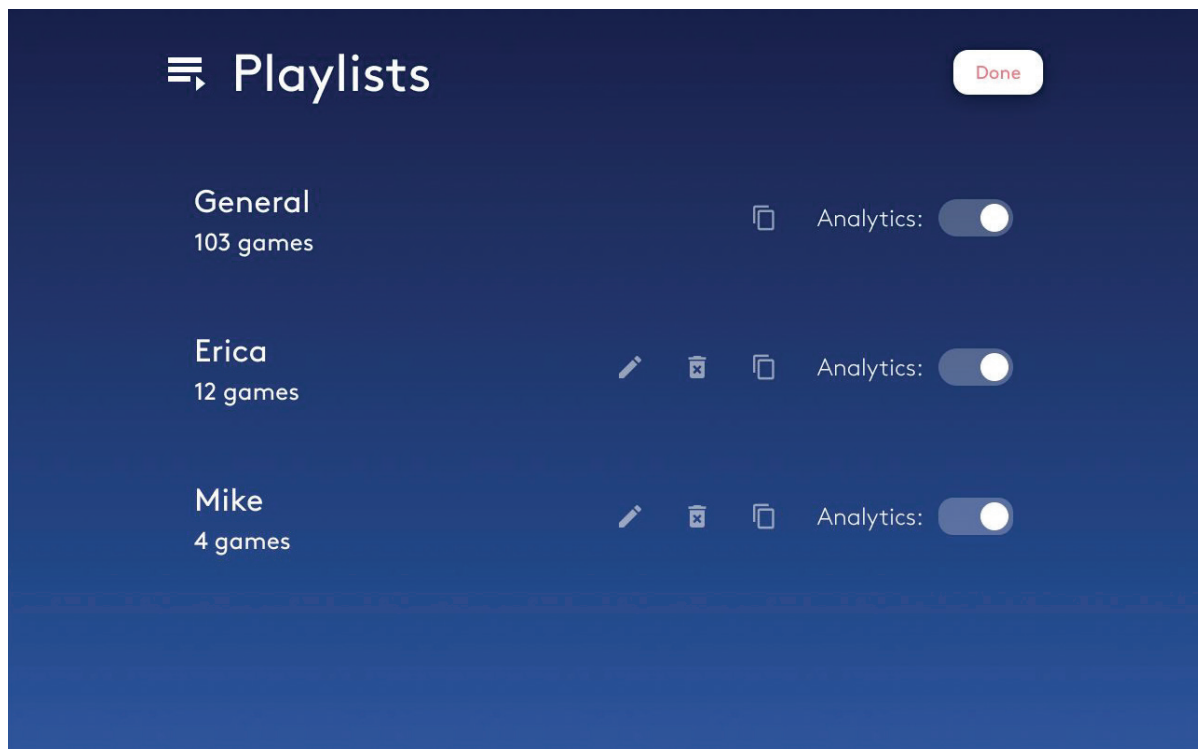 Playlists
Done
General
103 games
Analytics:
Erica
12 games
Analytics:
Mike
4 games
Analytics: